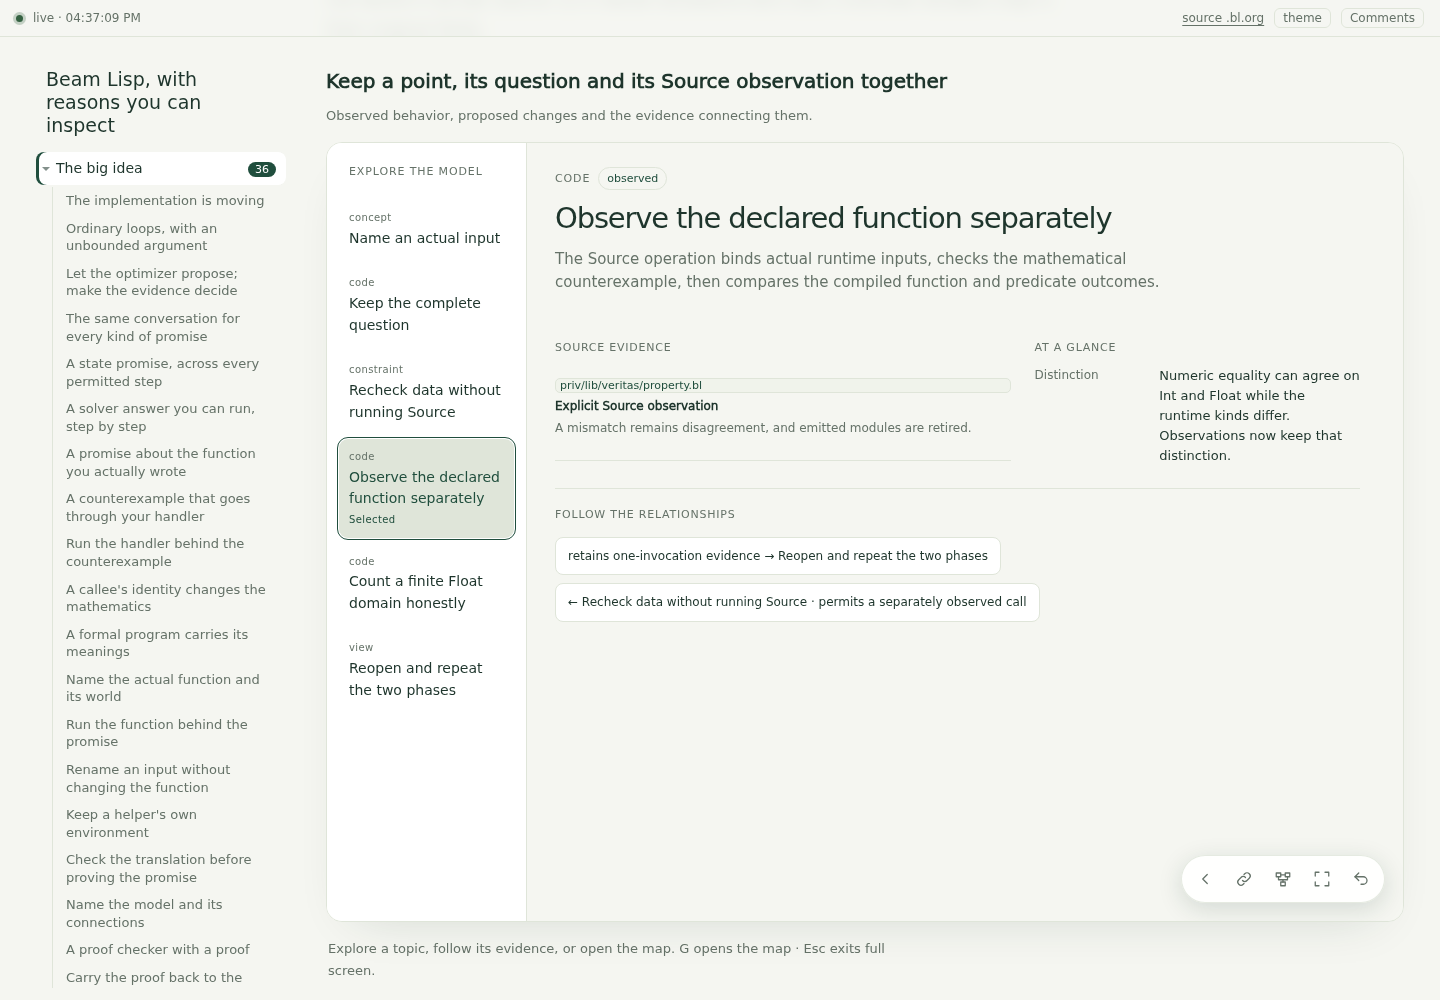 live · 04:37:09 PM
source .bl.org
theme
Comments
Beam Lisp, with
reasons you can
inspect
The big idea
36
The implementation is moving
Ordinary loops, with an
unbounded argument
Let the optimizer propose;
make the evidence decide
The same conversation for
every kind of promise
A state promise, across every
permitted step
A solver answer you can run,
step by step
A promise about the function
you actually wrote
A counterexample that goes
through your handler
Run the handler behind the
counterexample
A callee's identity changes the
mathematics
A formal program carries its
meanings
Name the actual function and
its world
Run the function behind the
promise
Rename an input without
changing the function
Keep a helper's own
environment
Check the translation before
proving the promise
Name the model and its
connections
A proof checker with a proof
Carry the proof back to the
Keep a point, its question and its Source observation together
Observed behavior, proposed changes and the evidence connecting them.
EXPLORE THE MODEL
concept
Name an actual input
code
Keep the complete
question
constraint
Recheck data without
running Source
code
Observe the declared
function separately
Selected
code
Count a finite Float
domain honestly
view
Reopen and repeat
the two phases
CODE
observed
Observe the declared function separately
The Source operation binds actual runtime inputs, checks the mathematical
counterexample, then compares the compiled function and predicate outcomes.
SOURCE EVIDENCE
priv/lib/veritas/property.bl
Explicit Source observation
A mismatch remains disagreement, and emitted modules are retired.
AT A GLANCE
Distinction
Numeric equality can agree on
Int and Float while the
runtime kinds differ.
Observations now keep that
distinction.
FOLLOW THE RELATIONSHIPS
retains one-invocation evidence → Reopen and repeat the two phases
← Recheck data without running Source · permits a separately observed call
Explore a topic, follow its evidence, or open the map. G opens the map · Esc exits full
screen.